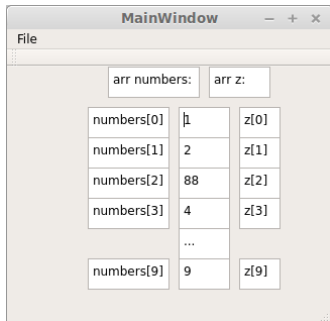 MainWindow
File
arr numbers: arr z:
numbers[0] 1 z[0]
numbers[1] 2 z[1]
numbers[2] 88 z[2]
numbers[3] 4 z[3]
...
numbers[9] 9 z[9]